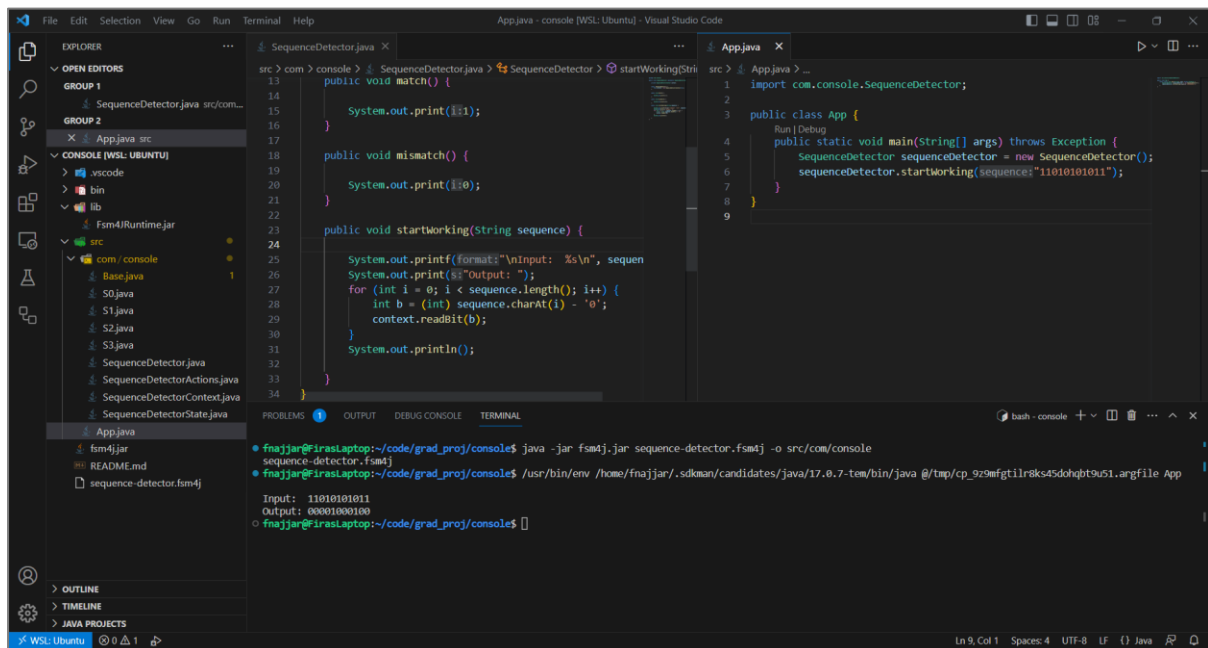 File Edit Selection View Go Run Terminal Help
App.java - console [WSL: Ubuntu] - Visual Studio Code
EXPLORER
OPEN EDITORS
GROUP 1
SequenceDetector.java src/com...
GROUP 2
App.java src
CONSOLE [WSL: UBUNTU]
.vscode
bin
lib
Fsm4JRuntime.jar
src
com / console
Base.java 1
S0.java
S1.java
S2.java
S3.java
SequenceDetector.java
SequenceDetectorActions.java
SequenceDetectorContext.java
SequenceDetectorState.java
App.java
fsm4j.jar
README.md
sequence-detector.fsm4j
OUTLINE
TIMELINE
JAVA PROJECTS
SequenceDetector.java
src > com > console > SequenceDetector.java > SequenceDetector > startWorking(Stri
13 public void match() {
14
15 System.out.print(i:1);
16 }
17
18 public void mismatch() {
19
20 System.out.print(i:0);
21 }
22
23 public void startWorking(String sequence) {
24
25 System.out.printf(format:"\nInput: %s\n", sequen
26 System.out.print(s:"Output: ");
27 for (int i = 0; i < sequence.length(); i++) {
28 int b = (int) sequence.charAt(i) - '0';
29 context.readBit(b);
30 }
31 System.out.println();
32
33 }
34 }
App.java
src > App.java > ...
1 import com.console.SequenceDetector;
2
3 public class App {
Run | Debug
4 public static void main(String[] args) throws Exception {
5 SequenceDetector sequenceDetector = new SequenceDetector();
6 sequenceDetector.startWorking(sequence:"11010101011");
7 }
8 }
9
PROBLEMS 1 OUTPUT DEBUG CONSOLE TERMINAL
bash - console
fnajjar@FirasLaptop:~/code/grad_proj/console$ java -jar fsm4j.jar sequence-detector.fsm4j -o src/com/console
sequence-detector.fsm4j
fnajjar@FirasLaptop:~/code/grad_proj/console$ /usr/bin/env /home/fnajjar/.sdkman/candidates/java/17.0.7-tem/bin/java @/tmp/cp_9z9mfgtilr8ks45dohqbt9u51.argfile App
Input: 11010101011
Output: 00001000100
fnajjar@FirasLaptop:~/code/grad_proj/console$
WSL: Ubuntu 0 1
Ln 9, Col 1 Spaces: 4 UTF-8 LF {} Java